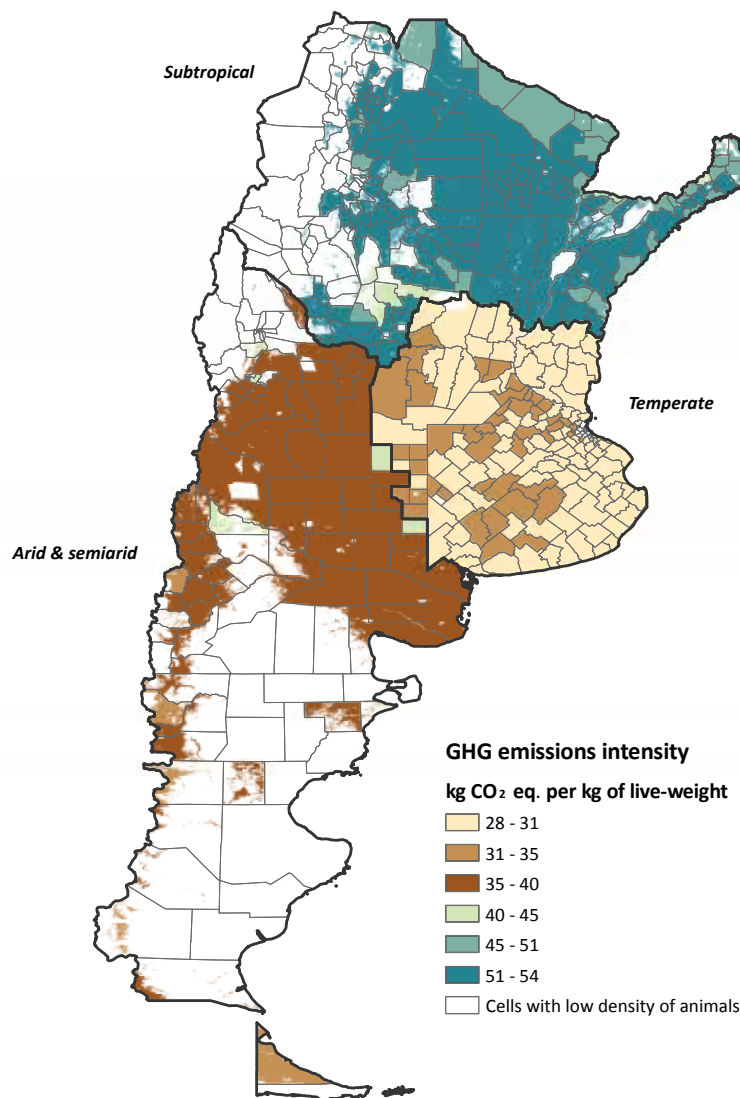 Subtropical
Temperate
Arid & semiarid
GHG emissions intensity
kg CO₂ eq. per kg of live-weight
28 - 31
31 - 35
35 - 40
40 - 45
45 - 51
51 - 54
Cells with low density of animals